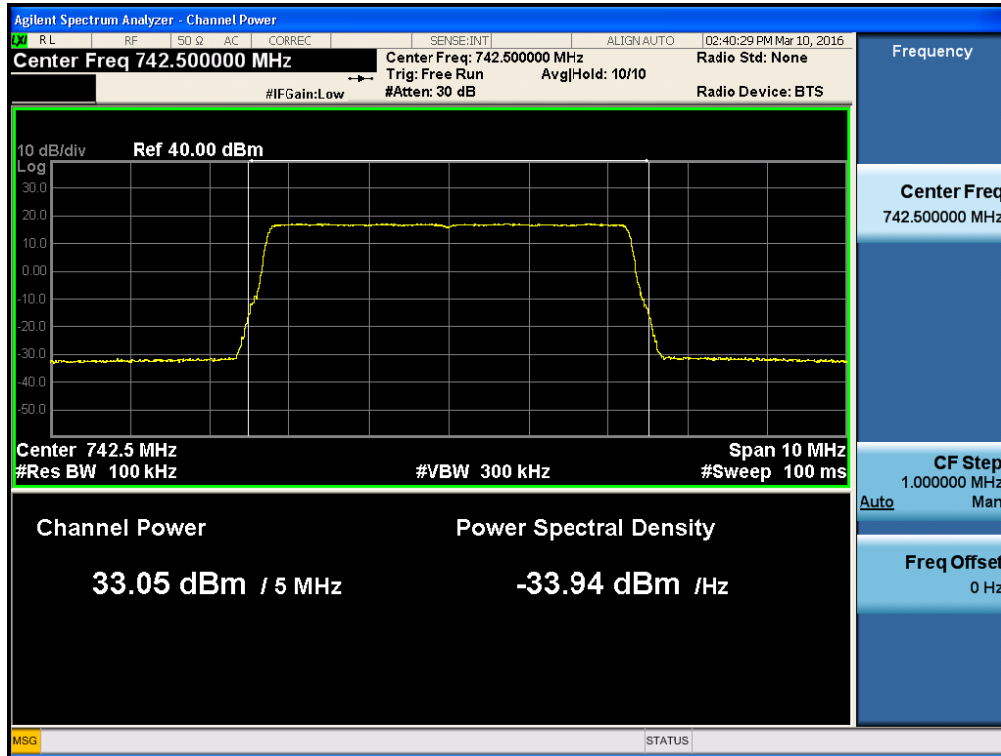 Agilent Spectrum Analyzer - Channel Power
LXI RL RF 50 Ω AC CORREC SENSE:INT ALIGN AUTO 02:40:29 PM Mar 10, 2016
Center Freq 742.500000 MHz
Center Freq: 742.500000 MHz
Radio Std: None
Trig: Free Run Avg|Hold: 10/10
#IFGain:Low
#Atten: 30 dB
Radio Device: BTS
10 dB/div Ref 40.00 dBm
Log
30.0
20.0
10.0
0.00
-10.0
-20.0
-30.0
-40.0
-50.0
Center 742.5 MHz
Span 10 MHz
#Res BW 100 kHz
#VBW 300 kHz
#Sweep 100 ms
Channel Power
Power Spectral Density
33.05 dBm / 5 MHz
-33.94 dBm /Hz
Frequency
Center Freq
742.500000 MHz
CF Step
1.000000 MHz
Auto Man
Freq Offset
0 Hz
MSG
STATUS